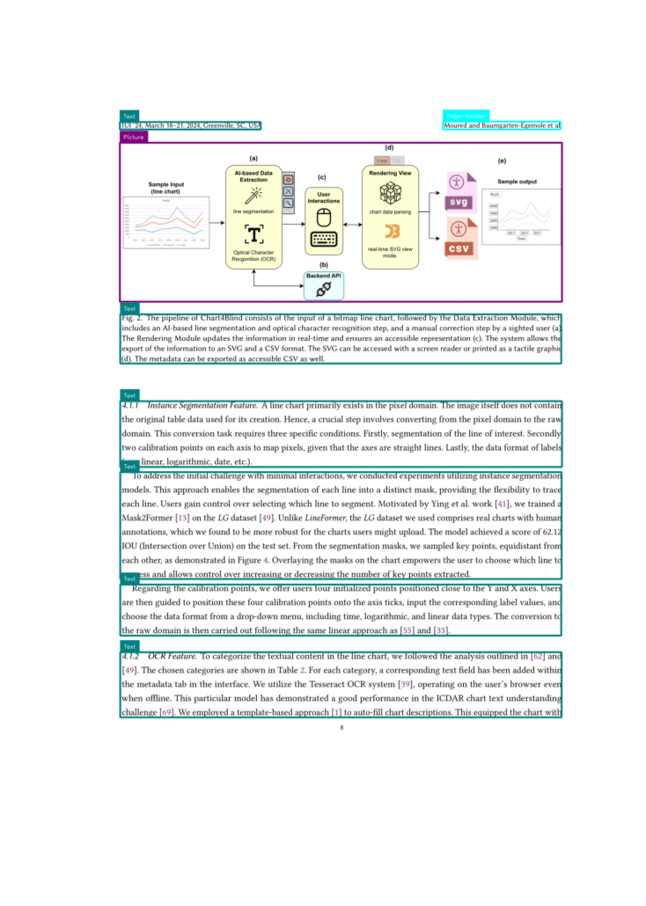 Text
Page-header
IUI '24, March 18–21, 2024, Greenville, SC, USA
Moured and Baumgarten-Egemole et al.
Picture
(a)
(c)
(d)
(e)
Sample Input
(line chart)
AI-based Data
Extraction
line segmentation
Optical Character
Recognition (OCR)
User
Interactions
(b)
Backend API
Image
Rendering View
chart data parsing
real-time SVG view
mode.
svg
CSV
Sample output
Text
Fig. 2. The pipeline of Chart4Blind consists of the input of a bitmap line chart, followed by the Data Extraction Module, which
includes an AI-based line segmentation and optical character recognition step, and a manual correction step by a sighted user (a)
The Rendering Module updates the information in real-time and ensures an accessible representation (c). The system allows the
export of the information to an SVG and a CSV format. The SVG can be accessed with a screen reader or printed as a tactile graphic
(d). The metadata can be exported as accessible CSV as well.
Text
4.1.1 Instance Segmentation Feature. A line chart primarily exists in the pixel domain. The image itself does not contain
the original table data used for its creation. Hence, a crucial step involves converting from the pixel domain to the raw
domain. This conversion task requires three specific conditions. Firstly, segmentation of the line of interest. Secondly
two calibration points on each axis to map pixels, given that the axes are straight lines. Lastly, the data format of labels
linear, logarithmic, date, etc.).
Text
To address the initial challenge with minimal interactions, we conducted experiments utilizing instance segmentation
models. This approach enables the segmentation of each line into a distinct mask, providing the flexibility to trace
each line. Users gain control over selecting which line to segment. Motivated by Ying et al. work [41], we trained a
Mask2Former [13] on the LG dataset [49]. Unlike LineFormer, the LG dataset we used comprises real charts with human
annotations, which we found to be more robust for the charts users might upload. The model achieved a score of 62.12
IOU (Intersection over Union) on the test set. From the segmentation masks, we sampled key points, equidistant from
each other, as demonstrated in Figure 4. Overlaying the masks on the chart empowers the user to choose which line to
ess and allows control over increasing or decreasing the number of key points extracted.
Text
Regarding the calibration points, we offer users four initialized points positioned close to the Y and X axes. Users
are then guided to position these four calibration points onto the axis ticks, input the corresponding label values, and
choose the data format from a drop-down menu, including time, logarithmic, and linear data types. The conversion to
the raw domain is then carried out following the same linear approach as [55] and [33].
Text
4.1.2 OCR Feature. To categorize the textual content in the line chart, we followed the analysis outlined in [62] and
[49]. The chosen categories are shown in Table 2. For each category, a corresponding text field has been added within
the metadata tab in the interface. We utilize the Tesseract OCR system [39], operating on the user's browser even
when offline. This particular model has demonstrated a good performance in the ICDAR chart text understanding
challenge [69]. We employed a template-based approach [1] to auto-fill chart descriptions. This equipped the chart with
8